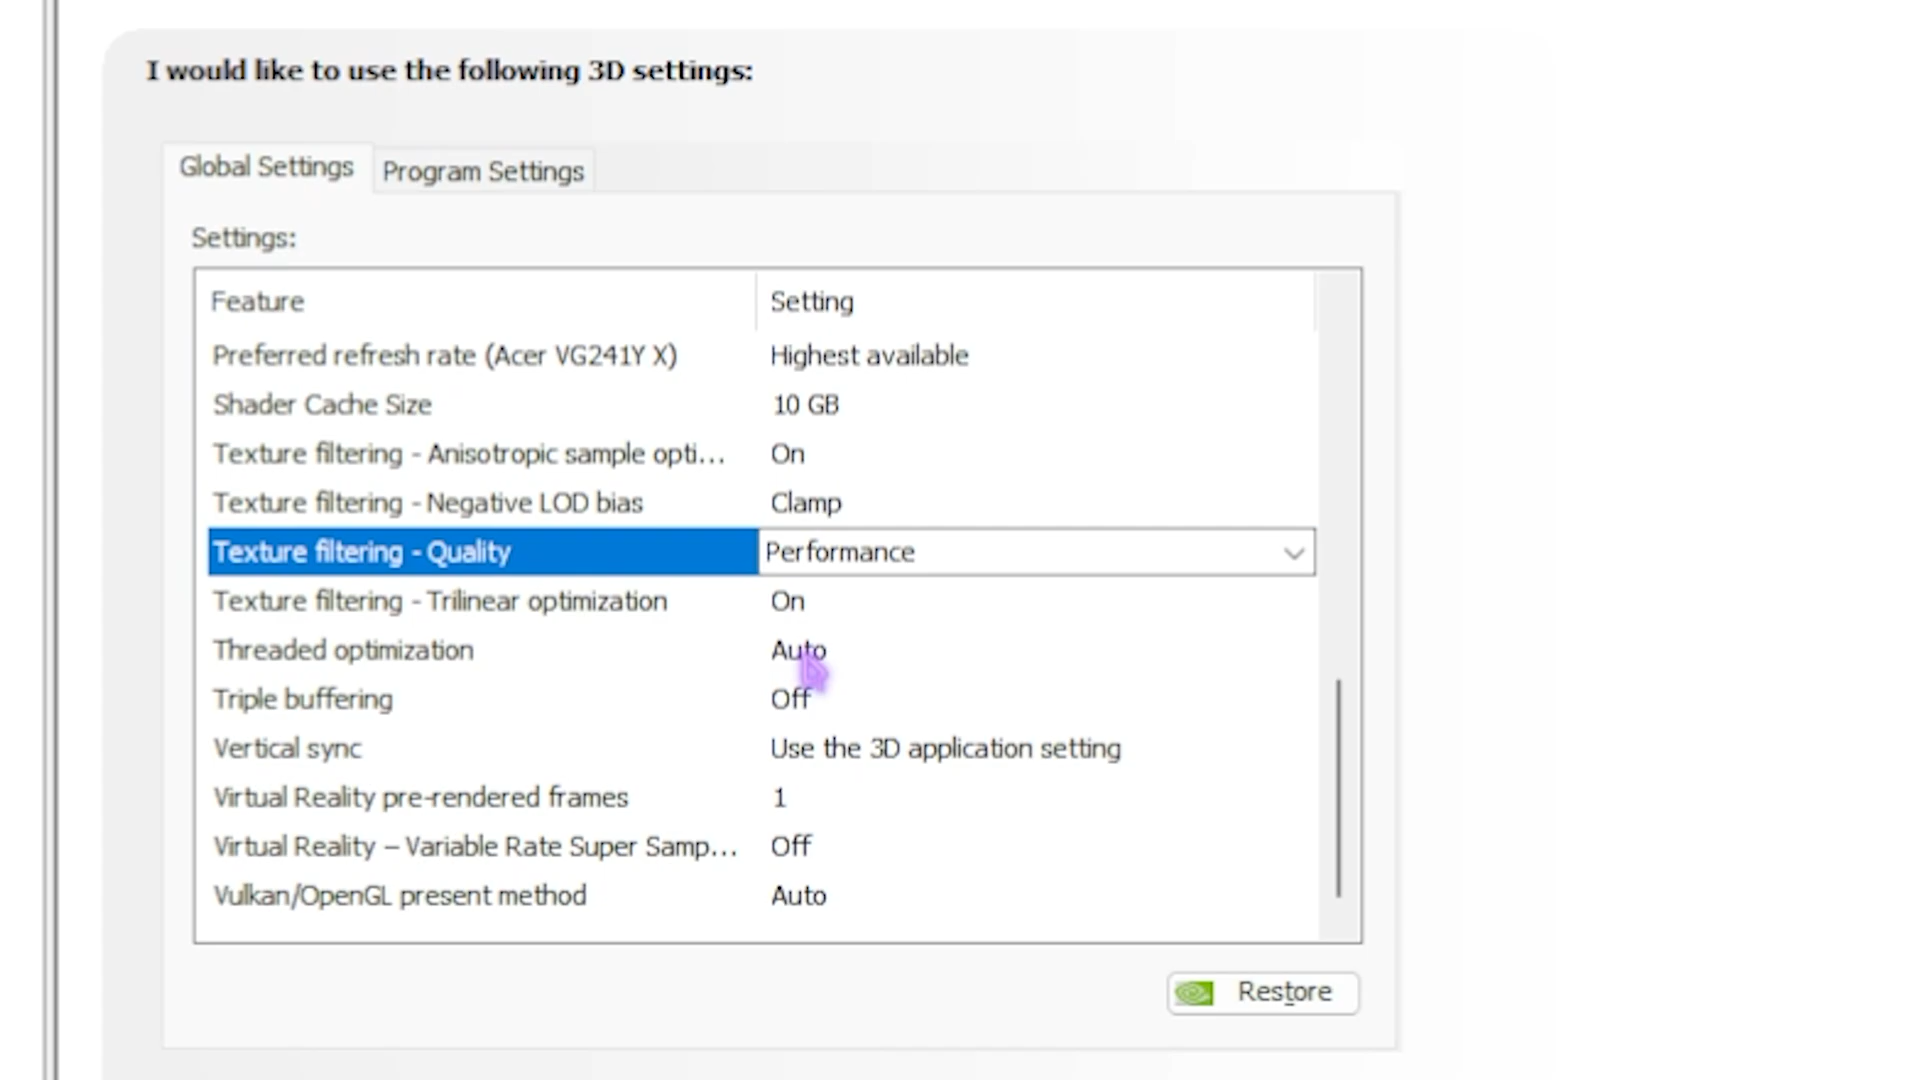 I would like to use the following 3D settings:
Global Settings
Program Settings
Settings:
Feature Setting
Preferred refresh rate (Acer VG241Y X) Highest available
Shader Cache Size 10 GB
Texture filtering - Anisotropic sample opti... On
Texture filtering - Negative LOD bias Clamp
Texture filtering - Quality Performance
Texture filtering - Trilinear optimization On
Threaded optimization Auto
Triple buffering Off
Vertical sync Use the 3D application setting
Virtual Reality pre-rendered frames 1
Virtual Reality – Variable Rate Super Samp... Off
Vulkan/OpenGL present method Auto
Restore